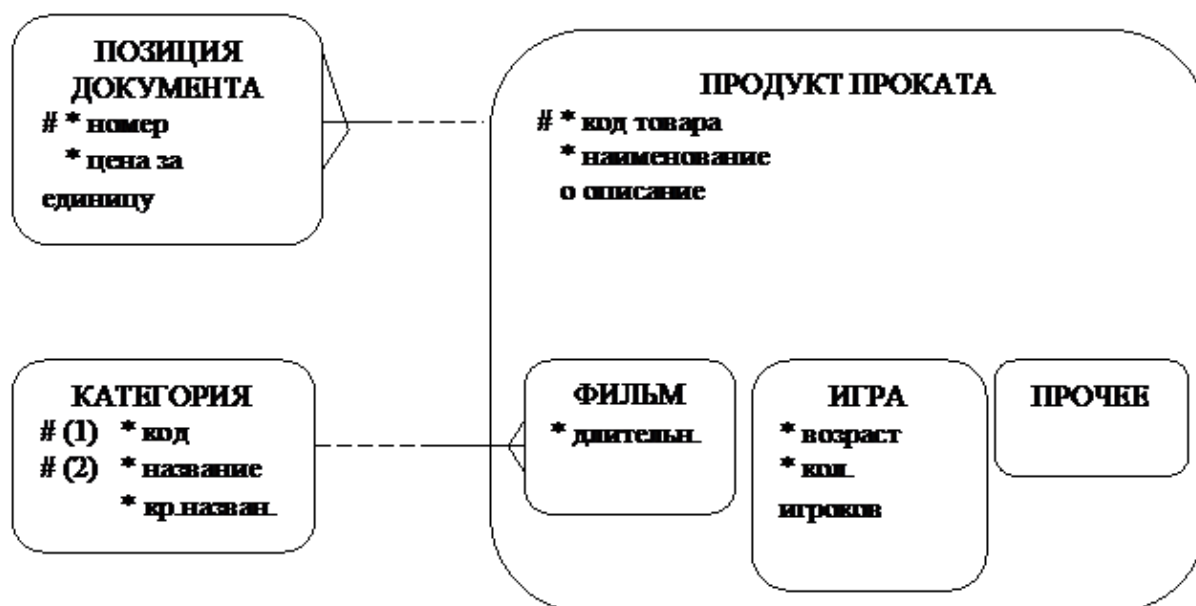 ПОЗИЦИЯ
ДОКУМЕНТА
# * номер
* цена за
единицу
ПРОДУКТ ПРОКАТА
# * код товара
* наименование
о описание
КАТЕГОРИЯ
# (1) * код
# (2) * название
* кр.назван.
ФИЛЬМ
* длительн.
ИГРА
* возраст
* кол.
игроков
ПРОЧЕЕ